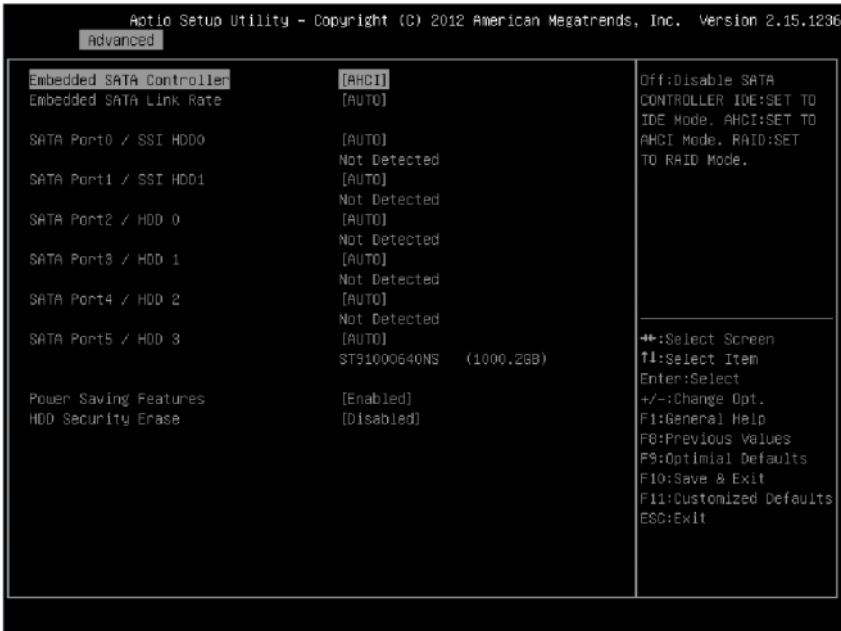 Aptio Setup Utility - Copyright (C) 2012 American Megatrends, Inc. Version 2.15.1236
Advanced
Embedded SATA Controller [AHCI]
Embedded SATA Link Rate [AUTO]
SATA Port0 / SSI HDD0 [AUTO]
Not Detected
SATA Port1 / SSI HDD1 [AUTO]
Not Detected
SATA Port2 / HDD 0 [AUTO]
Not Detected
SATA Port3 / HDD 1 [AUTO]
Not Detected
SATA Port4 / HDD 2 [AUTO]
Not Detected
SATA Port5 / HDD 3 [AUTO]
ST91000640NS (1000.2GB)
Power Saving Features [Enabled]
HDD Security Erase [Disabled]
Off:Disable SATA
CONTROLLER IDE:SET TO
IDE Mode. AHCI:SET TO
AHCI Mode. RAID:SET
TO RAID Mode.
→←:Select Screen
↑↓:Select Item
Enter:Select
+/-:Change Opt.
F1:General Help
F8:Previous Values
F9:Optimial Defaults
F10:Save & Exit
F11:Customized Defaults
ESC:Exit